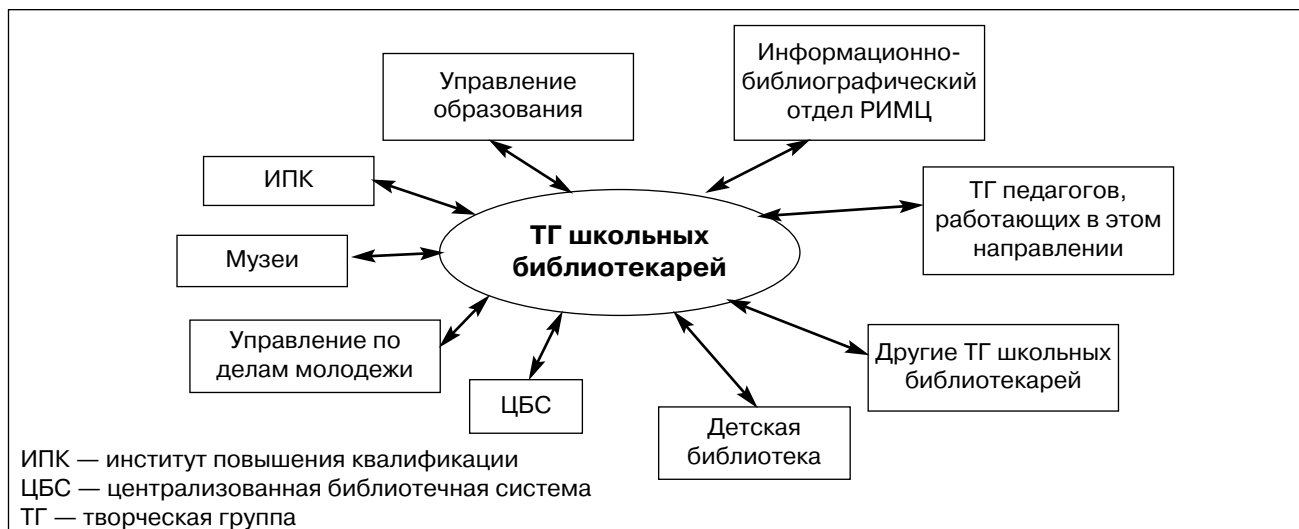 Управление
образования
Информационно-
библиографический
отдел РИМЦ
ИПК
ТГ педагогов,
работающих в этом
направлении
ТГ школьных
библиотекарей
Музеи
Управление по
делам молодежи
Другие ТГ школьных
библиотекарей
ЦБС
Детская
библиотека
ИПК — институт повышения квалификации
ЦБС — централизованная библиотечная система
ТГ — творческая группа